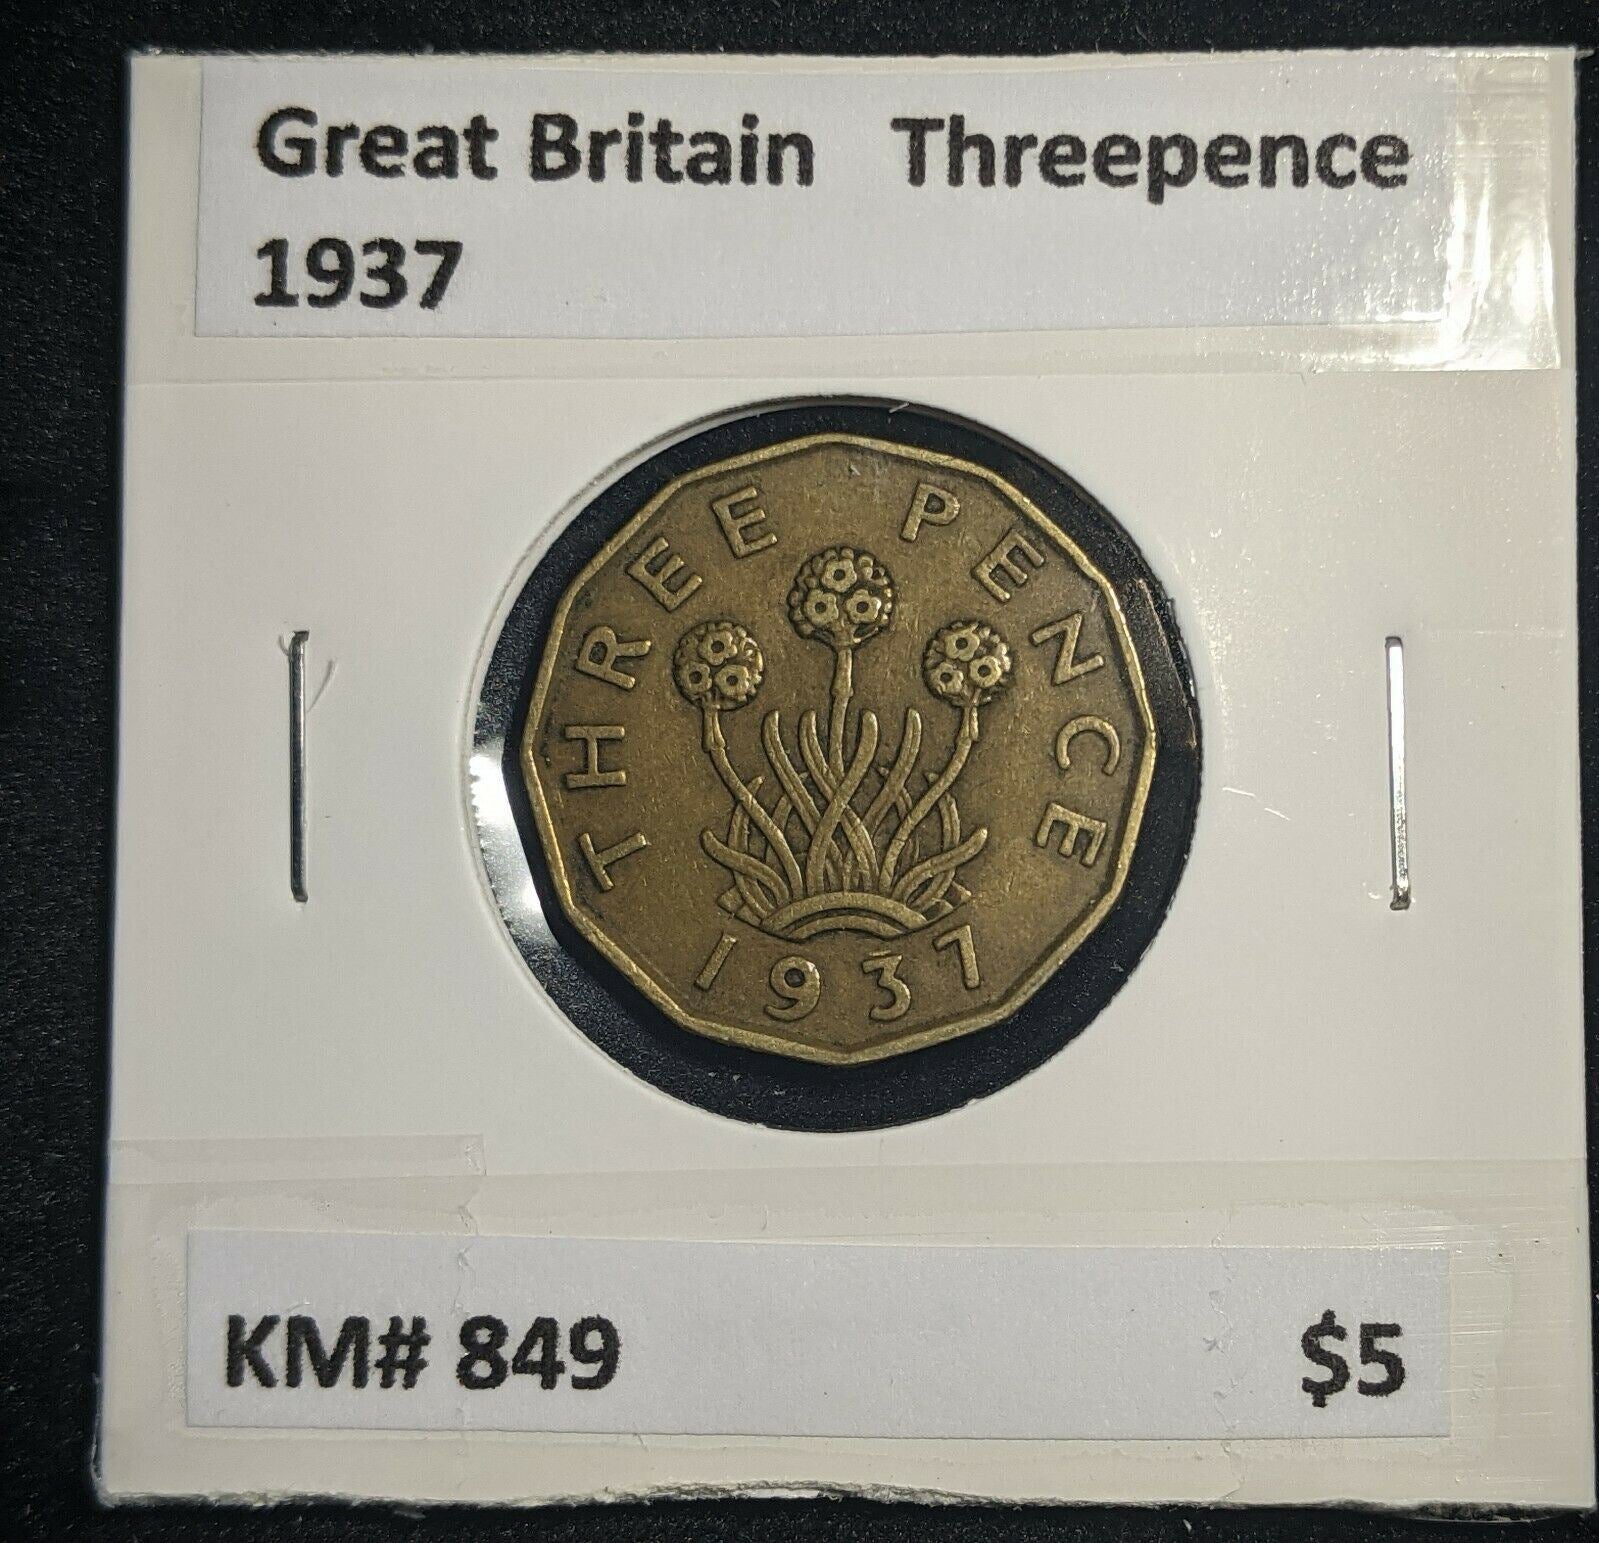 Great Britain Threepence
1937
THREE PENCE
1937
KM# 849 $5